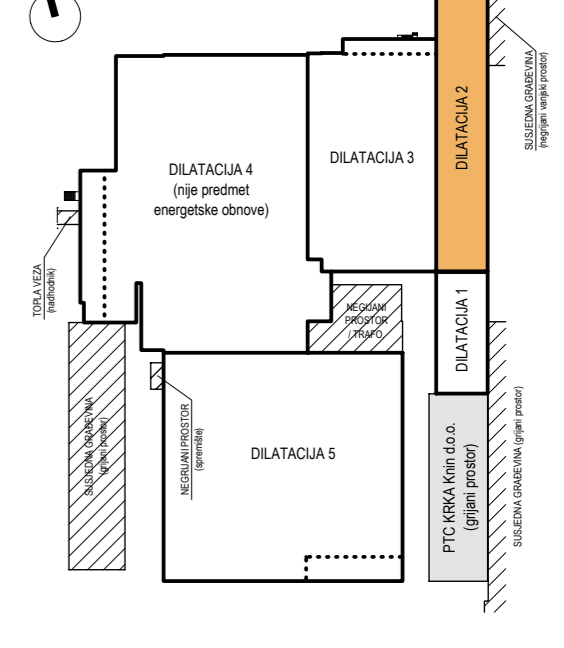 SUSJEDNA GRAĐEVINA
(negrijani vanjski prostor)
DILATACIJA 2
DILATACIJA 3
DILATACIJA 4
(nije predmet
energetske obnove)
TOPLA VEZA
(nadhodnik)
NEGIJANI
PROSTOR
/ TRAFO
DILATACIJA 1
SUSJEDNA GRAĐEVINA
(grijani prostor)
NEGRIJANI PROSTOR
(spremište)
DILATACIJA 5
PTC KRKA Knin d.o.o.
(grijani prostor)
SUSJEDNA GRAĐEVINA (grijani prostor)